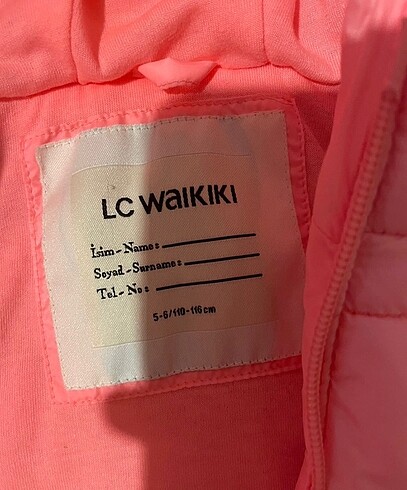 LC WAIKIKI
İsim-Name:
Soyad-Surname:
Tel.-No:
5-6/110-116cm